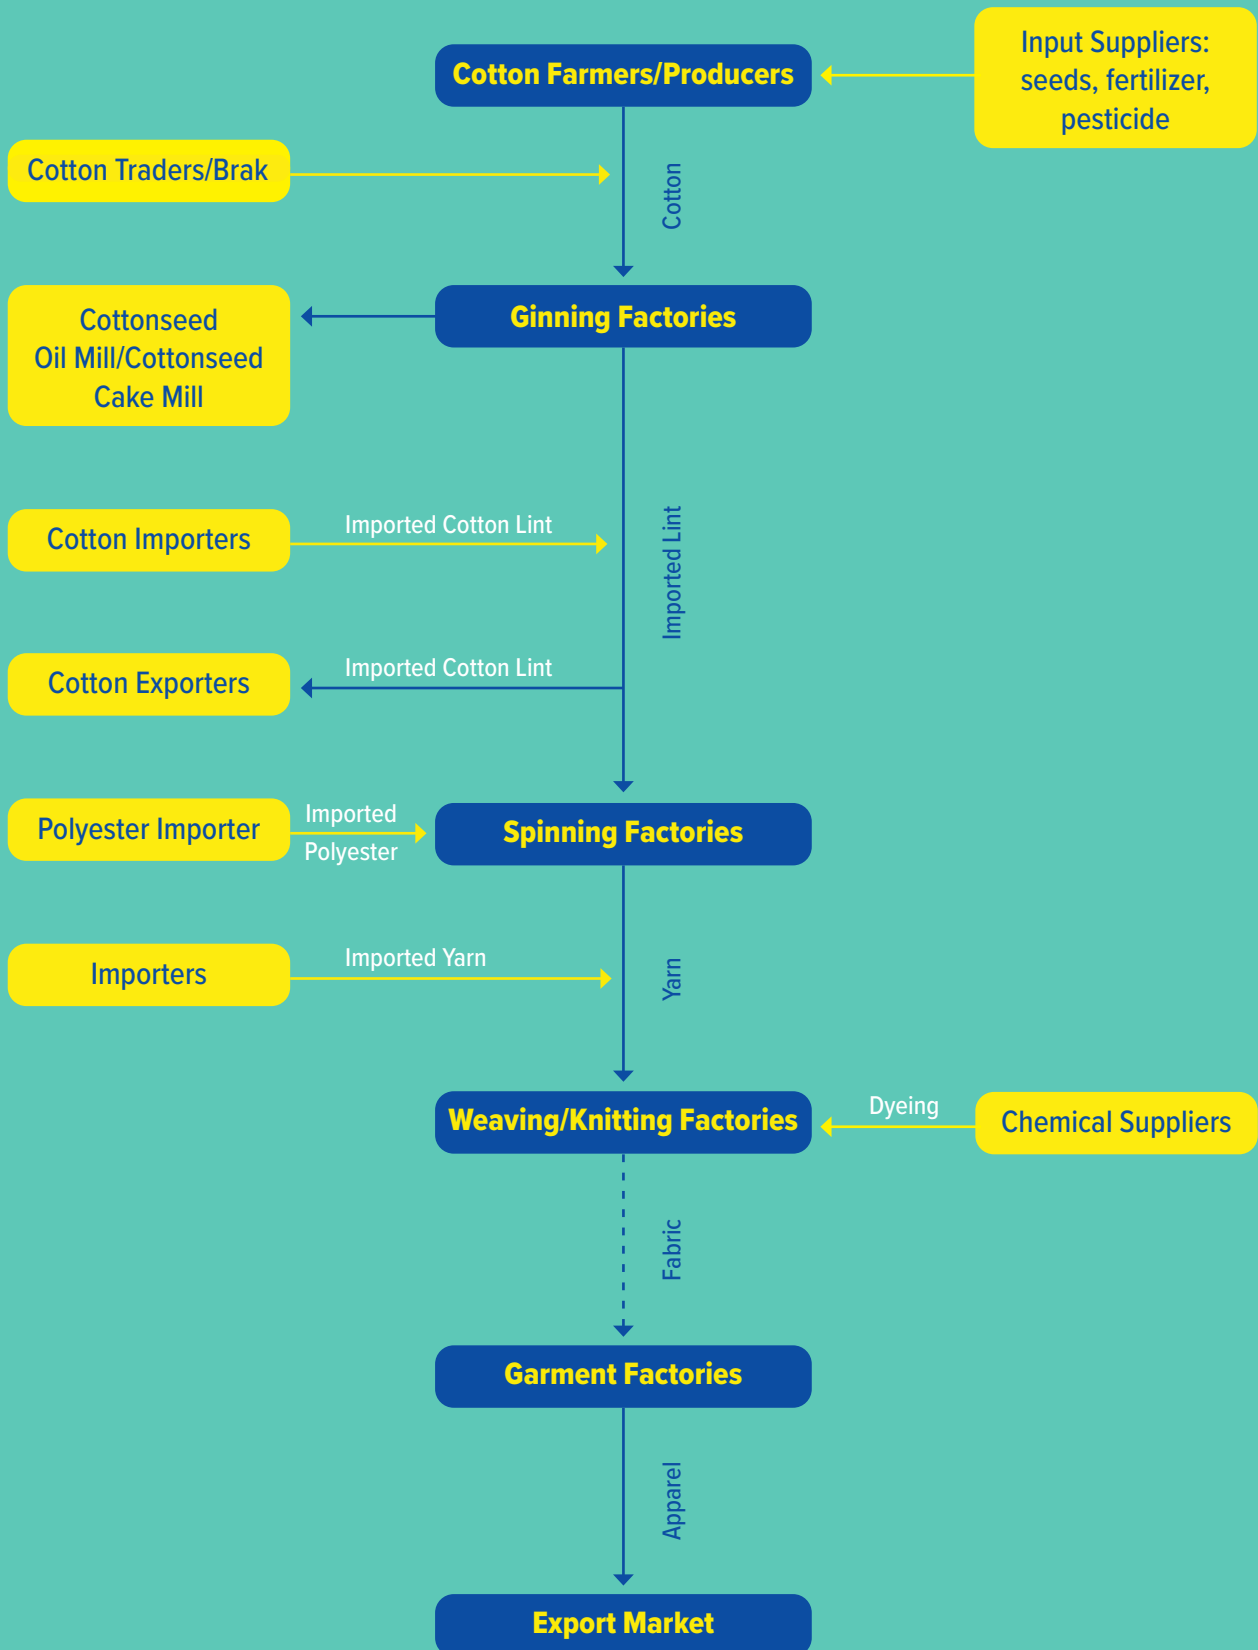 Cotton Farmers/Producers
Input Suppliers:
seeds, fertilizer,
pesticide
Cotton Traders/Brak
Cotton
Cottonseed
Oil Mill/Cottonseed
Cake Mill
Ginning Factories
Cotton Importers
Imported Cotton Lint
Imported Lint
Cotton Exporters
Imported Cotton Lint
Polyester Importer
Imported
Polyester
Spinning Factories
Importers
Imported Yarn
Yarn
Weaving/Knitting Factories
Dyeing
Chemical Suppliers
Fabric
Garment Factories
Apparel
Export Market